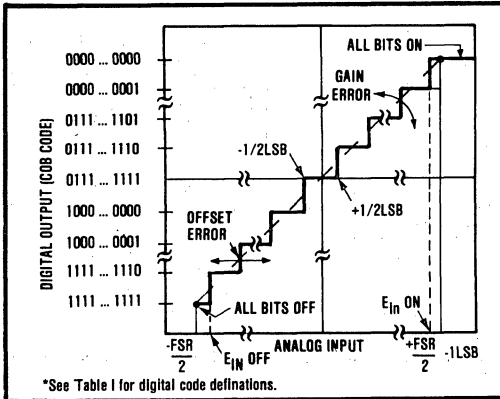 DIGITAL OUTPUT (COB CODE)
0000 ... 0000
0000 ... 0001
0111 ... 1101
0111 ... 1110
0111 ... 1111
1000 ... 0000
1000 ... 0001
1111 ... 1110
1111 ... 1111
ALL BITS ON
GAIN
ERROR
-1/2LSB
+1/2LSB
OFFSET
ERROR
ALL BITS OFF
EIn ON
-FSR
2
EIN OFF
ANALOG INPUT
+FSR
2
-1LSB
*See Table I for digital code definations.